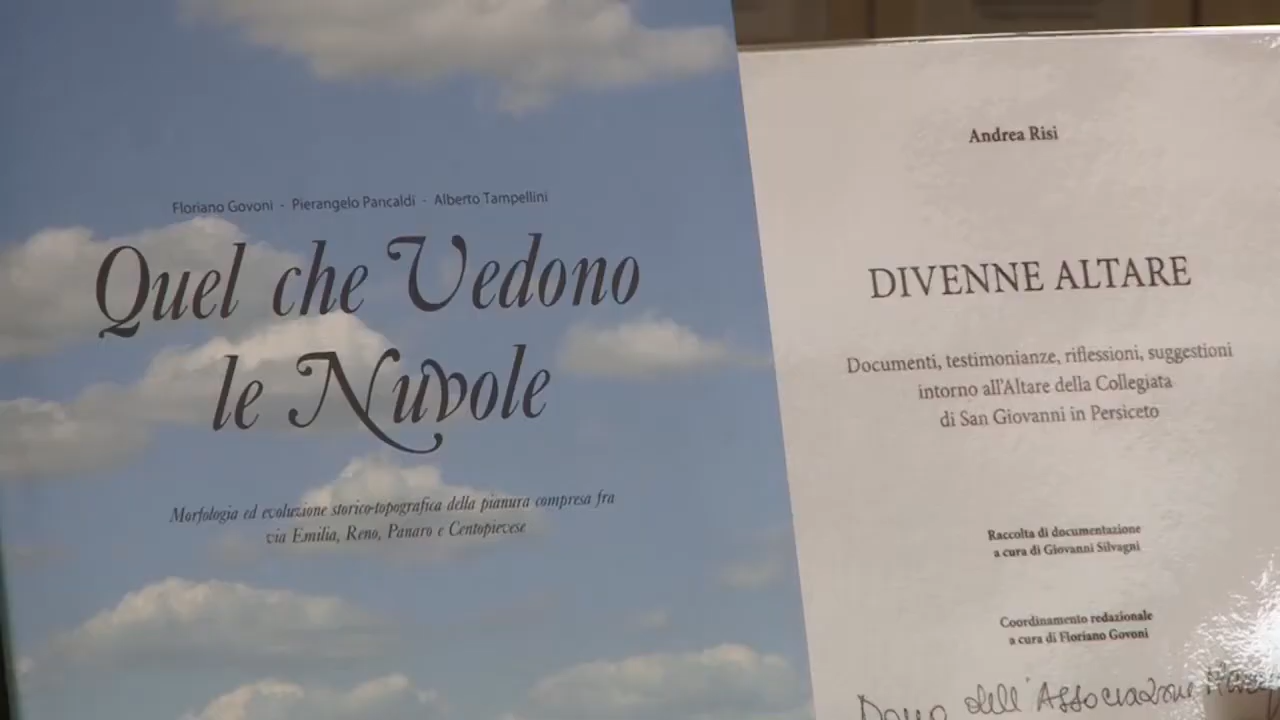 Floriano Govoni - Pierangelo Pancaldi - Alberto Tampellini
Quel che Vedono
le Nuvole
Morfologia ed evoluzione storico-topografica della pianura compresa fra
via Emilia, Reno, Panaro e Centopievese
Andrea Risi
DIVENNE ALTARE
Documenti, testimonianze, riflessioni, suggestioni
intorno all'Altare della Collegiata
di San Giovanni in Persiceto
Raccolta di documentazione
a cura di Giovanni Silvagni
Coordinamento redazionale
a cura di Floriano Govoni
Dono dell'Associazione